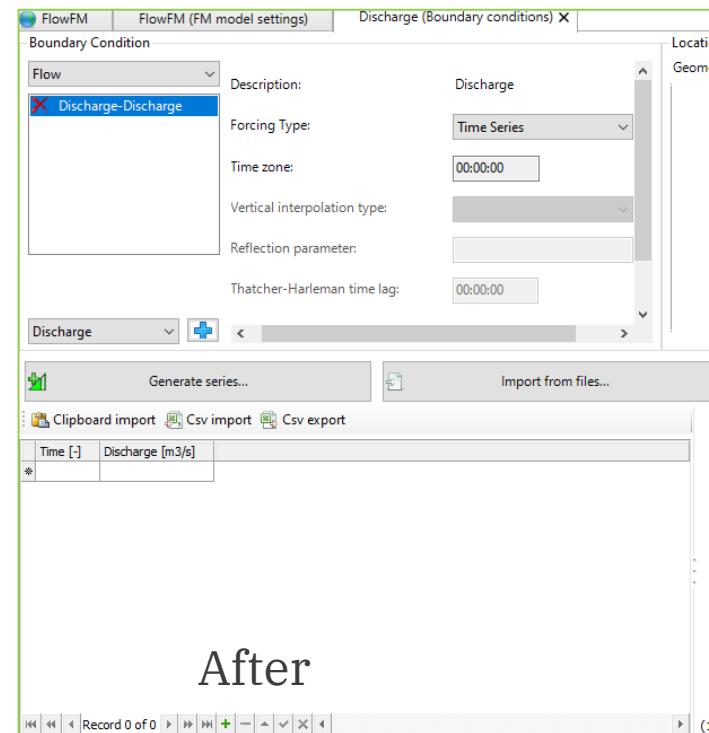 FlowFM FlowFM (FM model settings) Discharge (Boundary conditions) X
Boundary Condition
Flow
Discharge-Discharge
Discharge
Description: Discharge
Forcing Type: Time Series
Time zone: 00:00:00
Vertical interpolation type:
Reflection parameter:
Thatcher-Harleman time lag: 00:00:00
Locati
Geom
Generate series... Import from files...
Clipboard import Csv import Csv export
Time [-] Discharge [m3/s]
After
Record 0 of 0